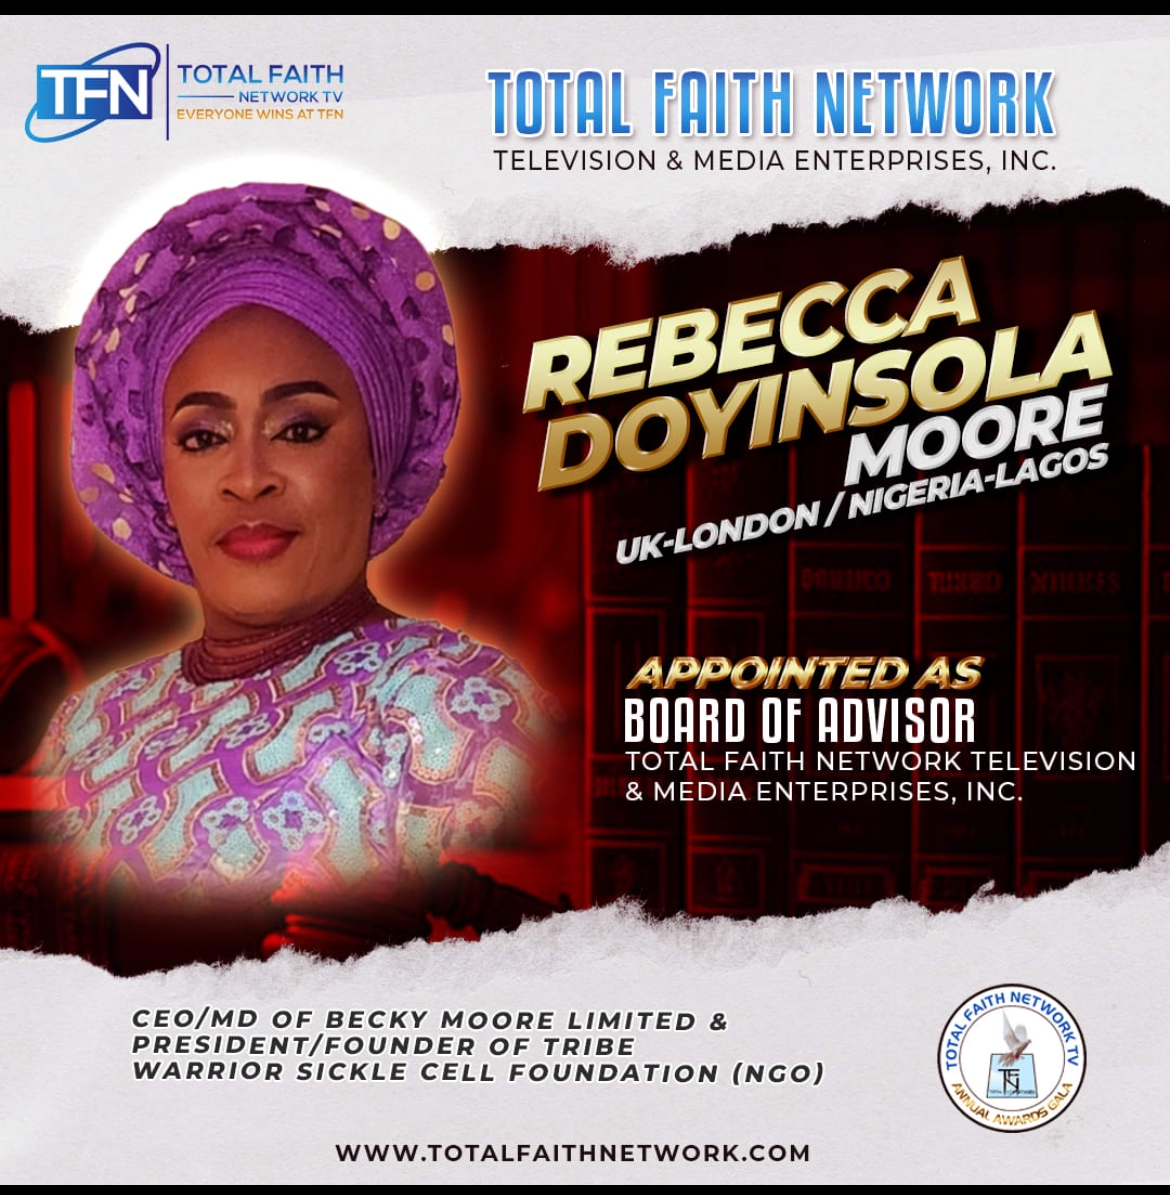 TFN
TOTAL FAITH
NETWORK TV
EVERYONE WINS AT TFN
TOTAL FAITH NETWORK
TELEVISION & MEDIA ENTERPRISES, INC.
REBECCA
DOYINSOLA
MOORE
UK-LONDON / NIGERIA-LAGOS
APPOINTED AS
BOARD OF ADVISOR
TOTAL FAITH NETWORK TELEVISION
& MEDIA ENTERPRISES, INC.
CEO/MD OF BECKY MOORE LIMITED &
PRESIDENT/FOUNDER OF TRIBE
WARRIOR SICKLE CELL FOUNDATION (NGO)
TOTAL FAITH NETWORK TV
ANNUAL AWARDS GALA
WWW.TOTALFAITHNETWORK.COM